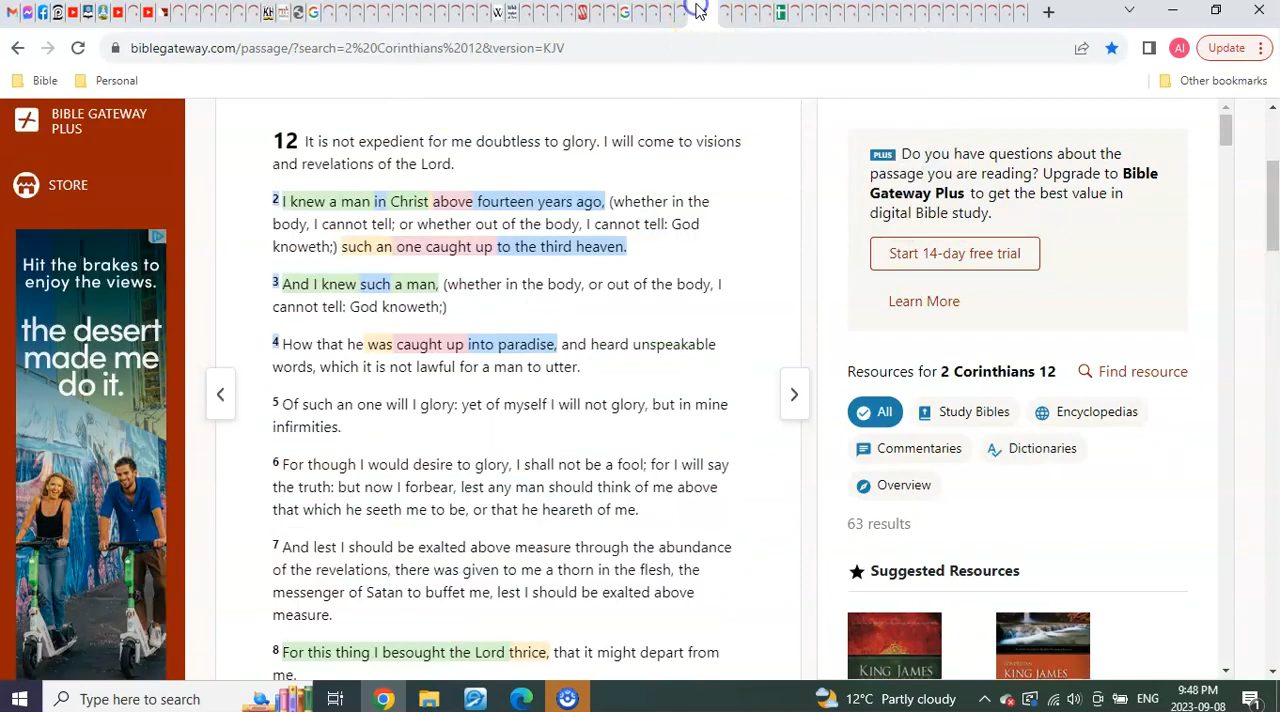 biblegateway.com/passage/?search=2%20Corinthians%2012&version=KJV
AI
Update
Bible
Personal
Other bookmarks
BIBLE GATEWAY
PLUS
STORE
Hit the brakes to
enjoy the views.
the desert
made me
do it.
12 It is not expedient for me doubtless to glory. I will come to visions
and revelations of the Lord.
2 I knew a man in Christ above fourteen years ago, (whether in the
body, I cannot tell; or whether out of the body, I cannot tell: God
knoweth;) such an one caught up to the third heaven.
3 And I knew such a man, (whether in the body, or out of the body, I
cannot tell: God knoweth;)
4 How that he was caught up into paradise, and heard unspeakable
words, which it is not lawful for a man to utter.
5 Of such an one will I glory: yet of myself I will not glory, but in mine
infirmities.
6 For though I would desire to glory, I shall not be a fool; for I will say
the truth: but now I forbear, lest any man should think of me above
that which he seeth me to be, or that he heareth of me.
7 And lest I should be exalted above measure through the abundance
of the revelations, there was given to me a thorn in the flesh, the
messenger of Satan to buffet me, lest I should be exalted above
measure.
8 For this thing I besought the Lord thrice, that it might depart from
me.
PLUS Do you have questions about the
passage you are reading? Upgrade to Bible
Gateway Plus to get the best value in
digital Bible study.
Start 14-day free trial
Learn More
Resources for 2 Corinthians 12
Find resource
All
Study Bibles
Encyclopedias
Commentaries
Dictionaries
Overview
63 results
Suggested Resources
KING JAMES
KING JAMES
Type here to search
12°C Partly cloudy
ENG
9:48 PM
2023-09-08
1